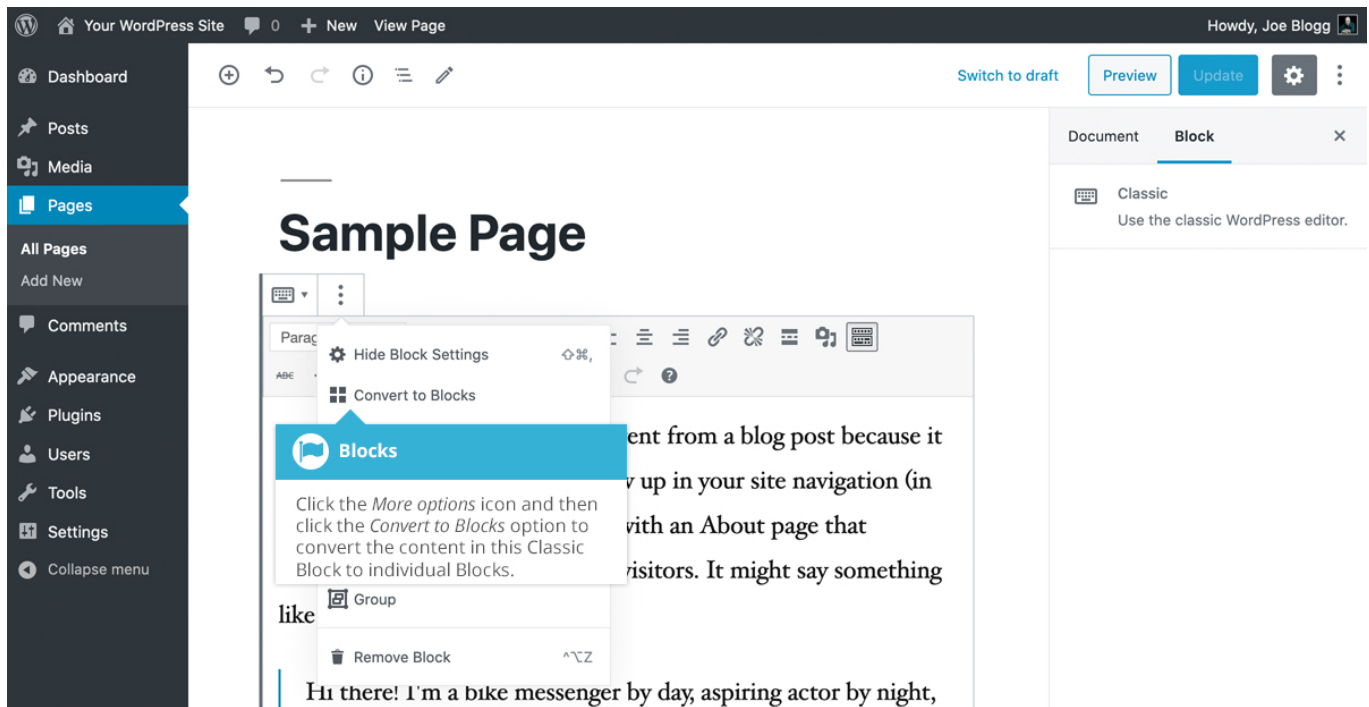 Your WordPress Site 0 New View Page Howdy, Joe Blogg
Dashboard
Posts
Media
Pages
All Pages
Add New
Comments
Appearance
Plugins
Users
Tools
Settings
Collapse menu
Switch to draft Preview Update
Document Block ×
Classic
Use the classic WordPress editor.
Sample Page
Hide Block Settings ⇧⌘,
ABC
Convert to Blocks
Blocks
Click the More options icon and then
click the Convert to Blocks option to
convert the content in this Classic
Block to individual Blocks.
from a blog post because it
up in your site navigation (in
with an About page that
visitors. It might say something
like
Group
Remove Block ^⌥Z
Hi there! I'm a bike messenger by day, aspiring actor by night,